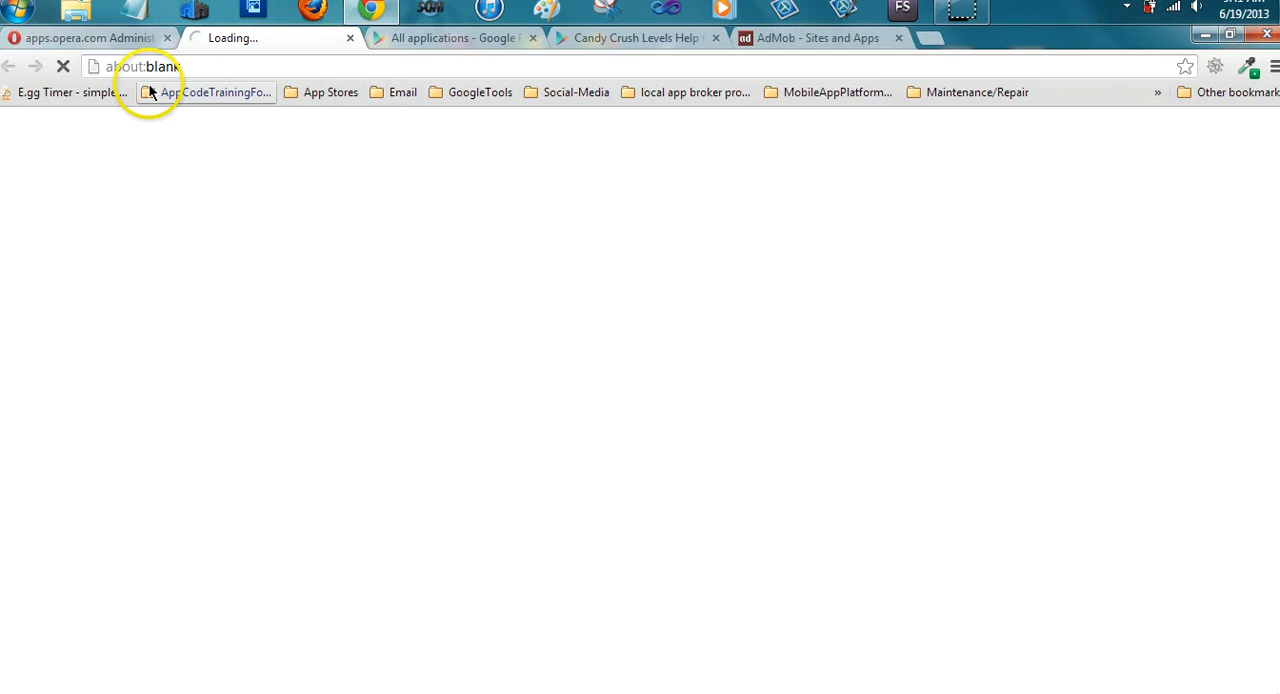 FS
6/19/2013
apps.opera.com Administ
Loading...
All applications - Google
Candy Crush Levels Help
ad AdMob - Sites and Apps
about:blank
E.gg Timer - simple...
AppCodeTrainingFo...
App Stores
Email
GoogleTools
Social-Media
local app broker pro...
MobileAppPlatform...
Maintenance/Repair
»
Other bookmark